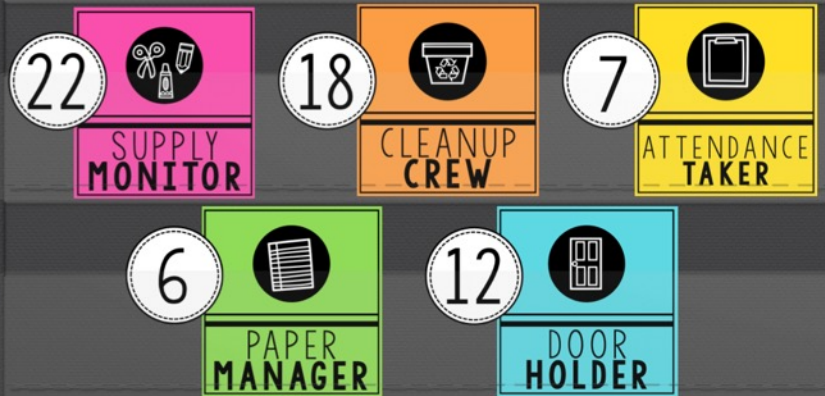 22
SUPPLY
MONITOR
18
CLEANUP
CREW
7
ATTENDANCE
TAKER
6
PAPER
MANAGER
12
DOOR
HOLDER